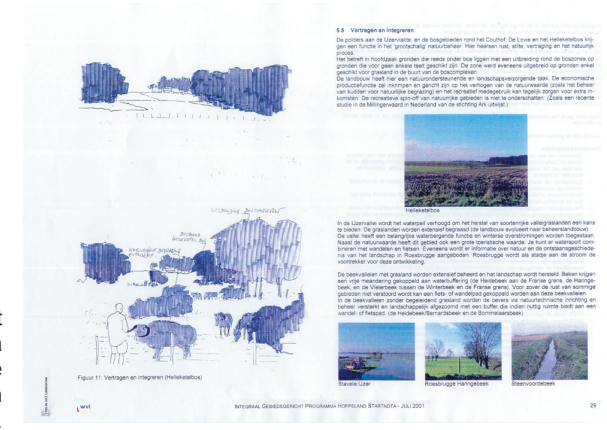 5.5 Vertragen en integreren
De polders aan de IJzervlakte, en de bosgebieden rond het Couthof, De Lovie en het Helleketelbos krij-
gen een functie in het 'grootschalig' natuurbeheer. Hier heersen rust, stilte, vertraging en het natuurlijk
proces.
Het betreft in hoofdzaak gronden die reeds onder bos liggen met een uitbreiding rond de boszones op
gronden die voor geen enkele teelt geschikt zijn. De zone werd eveneens uitgebreid op gronden enkel
geschikt voor grasland in de buurt van de boscomplexen.
De landbouw heeft hier een natuurondersteunende en landschapsverzorgende taak. De economische
productiefunctie zal inkrimpen en gericht zijn op het verhogen van de natuurwaarde (zoals het beheer
van kudden voor natuurlijke begrazing) en het recreatief medegebruik kan tegelijk zorgen voor extra in-
komsten. De recreatieve spin-off van natuurlijke gebieden is niet te onderschatten. (Zoals een recente
studie in de Millingerwaard in Nederland van de stichting Ark uitwijst.)
Helleketelbos
In de IJzervallei wordt het waterpeil verhoogd om het herstel van soortenrijke valleigraslanden een kans
te bieden. De graslanden worden extensief begraasd (de landbouw evolueert naar beheerslandbouw).
De vallei heeft een belangrijke waterbergende functie en winterse overstromingen worden toegestaan.
Naast de natuurwaarde heeft dit gebied ook een grote toeristische waarde. Je kunt er watersport com-
bineren met wandelen en fietsen. Eveneens wordt er informatie over natuur en de ontstaansgeschiede-
nis van het landschap in Roesbrugge aangeboden. Roesbrugge wordt als stadje aan de stroom de
voortrekker voor deze ontwikkeling.
De beekvalleien met grasland worden extensief beheerd en het landschap wordt hersteld. Beken krijgen
een vrije meandering gekoppeld aan waterbuffering (de Heidebeek aan de Franse grens, de Haringe-
beek, en de Vleterbeek tussen de Winterbeek en de Franse grens). Voor zover de rust van sommige
gebieden niet verstoord wordt kan een fiets- of wandelpad gekoppeld worden aan deze beekvalleien.
In de beekvalleien zonder begeleidend grasland worden de oevers via natuurtechnische inrichting en
beheer versterkt en landschappelijk afgezoomd met een buffer die indien nuttig ruimte biedt aan een
wandel- of fietspad. (de Heidebeek/Bernardsbeek en de Bommelaarsbeek)
Stavele IJzer
Roesbrugge Haringebeek
Steenvoordebeek
Figuur 11: Vertragen en integreren (Helleketelbos)
wvi
INTEGRAAL GEBIEDSGERICHT PROGRAMMA HOPPELAND STARTNOTA - JULI 2001
29